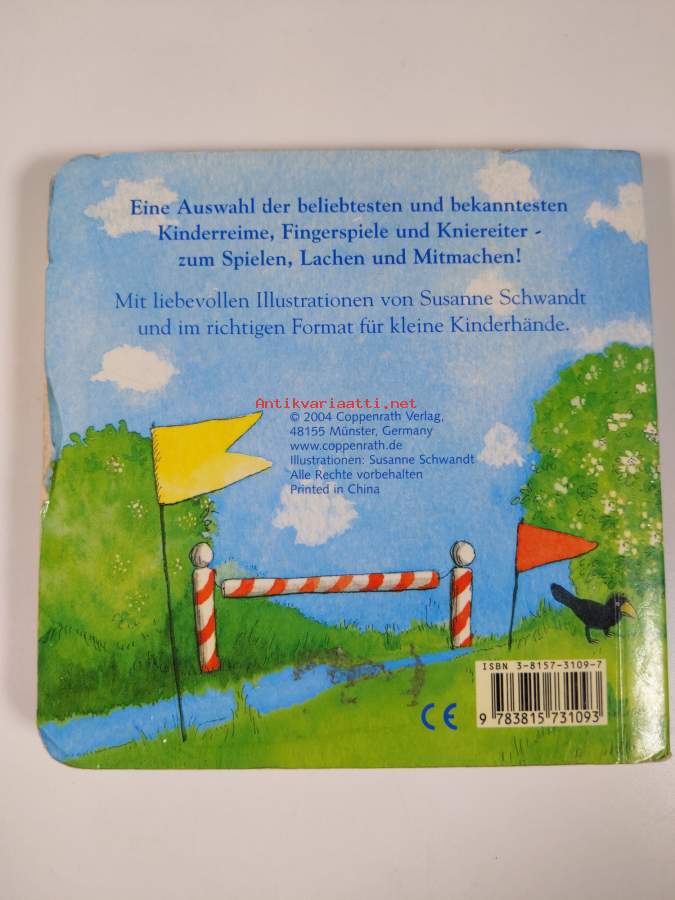 Eine Auswahl der beliebtesten und bekanntesten
Kinderreime, Fingerspiele und Kniereiter -
zum Spielen, Lachen und Mitmachen!
Mit liebevollen Illustrationen von Susanne Schwandt
und im richtigen Format für kleine Kinderhände.
Antikvariaatti.net
© 2004 Coppenrath Verlag,
48155 Münster, Germany
www.coppenrath.de
Illustrationen: Susanne Schwandt
Alle Rechte vorbehalten
Printed in China
ISBN 3-8157-3109-7
9 783815 731093
CE